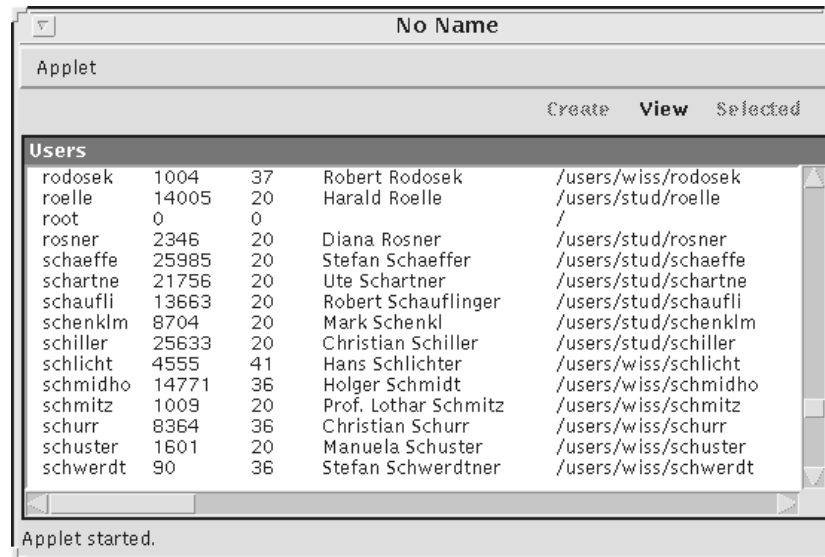 No Name
Applet
Create View Selected
Users
rodosek 1004 37 Robert Rodosek /users/wiss/rodosek
roelle 14005 20 Harald Roelle /users/stud/roelle
root 0 0 /
rosner 2346 20 Diana Rosner /users/stud/rosner
schaeffe 25985 20 Stefan Schaeffer /users/stud/schaeffe
schartne 21756 20 Ute Schartner /users/stud/schartne
schaufli 13663 20 Robert Schauflinger /users/stud/schaufli
schenklm 8704 20 Mark Schenkl /users/stud/schenklm
schiller 25633 20 Christian Schiller /users/stud/schiller
schlicht 4555 41 Hans Schlichter /users/wiss/schlicht
schmidho 14771 36 Holger Schmidt /users/wiss/schmidho
schmitz 1009 20 Prof. Lothar Schmitz /users/wiss/schmitz
schurr 8364 36 Christian Schurr /users/wiss/schurr
schuster 1601 20 Manuela Schuster /users/wiss/schuster
schwerdt 90 36 Stefan Schwerdtner /users/wiss/schwerdt
Applet started.